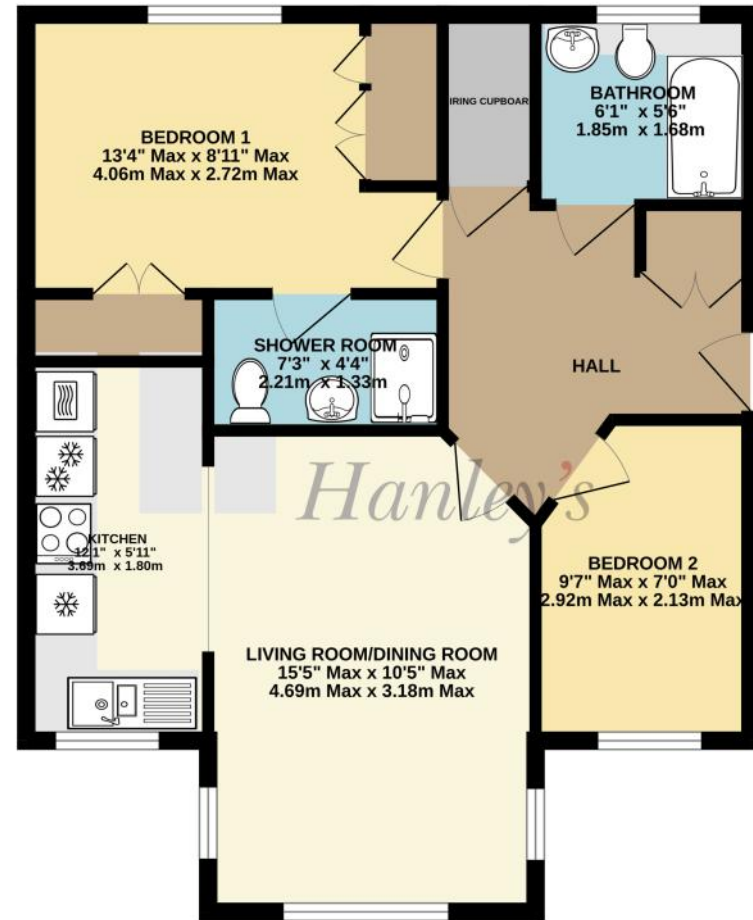 BEDROOM 1
13'4" Max x 8'11" Max
4.06m Max x 2.72m Max
IRING CUPBOAR
BATHROOM
6'1" x 5'6"
1.85m x 1.68m
SHOWER ROOM
7'3" x 4'4"
2.21m x 1.33m
HALL
Hanley's
KITCHEN
12'1" x 5'11"
3.69m x 1.80m
BEDROOM 2
9'7" Max x 7'0" Max
2.92m Max x 2.13m Max
LIVING ROOM/DINING ROOM
15'5" Max x 10'5" Max
4.69m Max x 3.18m Max